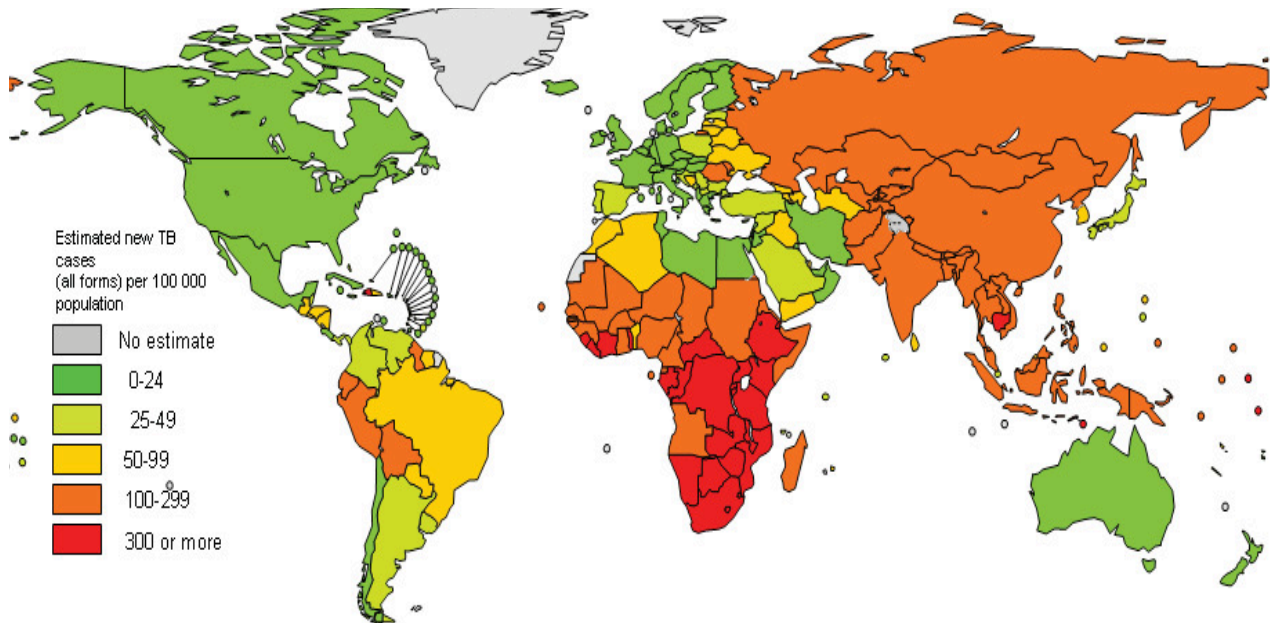 Estimated new TB
cases
(all forms) per 100 000
population
No estimate
0-24
25-49
50-99
100-299
300 or more